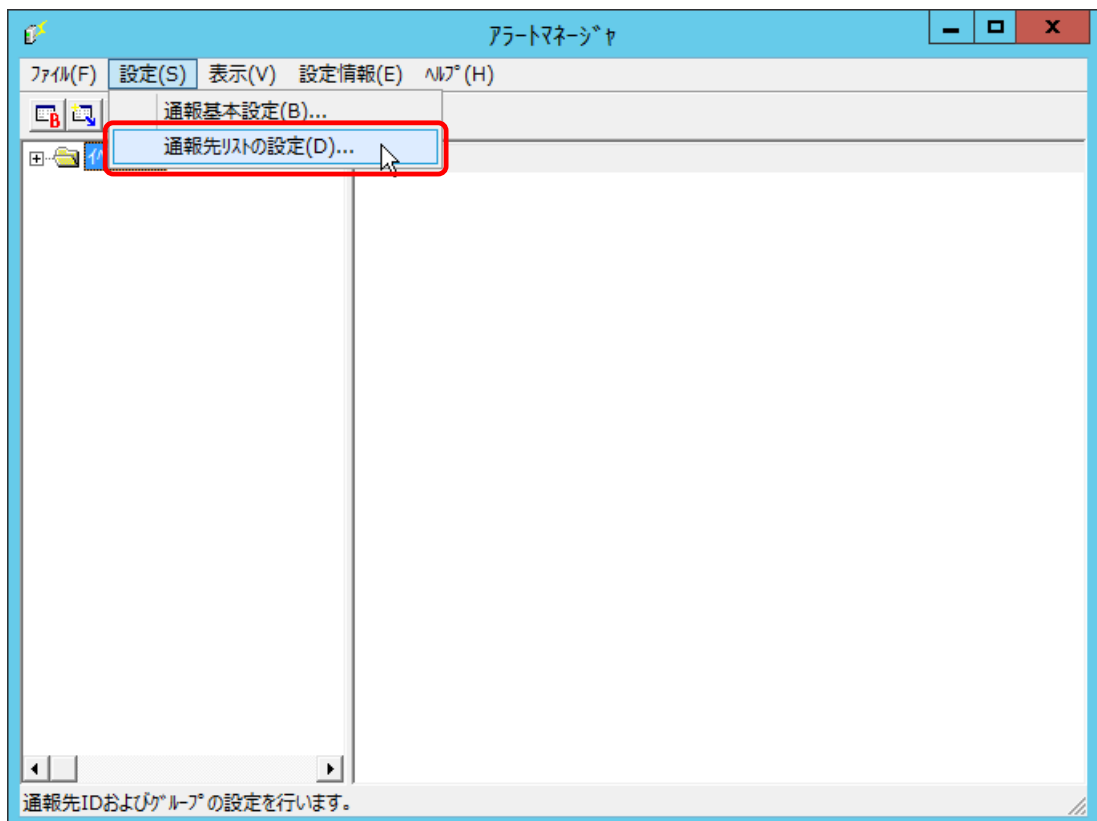 ｱﾗｰﾄﾏﾈｰｼﾞｬ
ﾌｧｲﾙ(F) 設定(S) 表示(V) 設定情報(E) ﾍﾙﾌﾟ(H)
通報基本設定(B)...
通報先ﾘｽﾄの設定(D)...
通報先IDおよびｸﾞﾙｰﾌﾟの設定を行います。